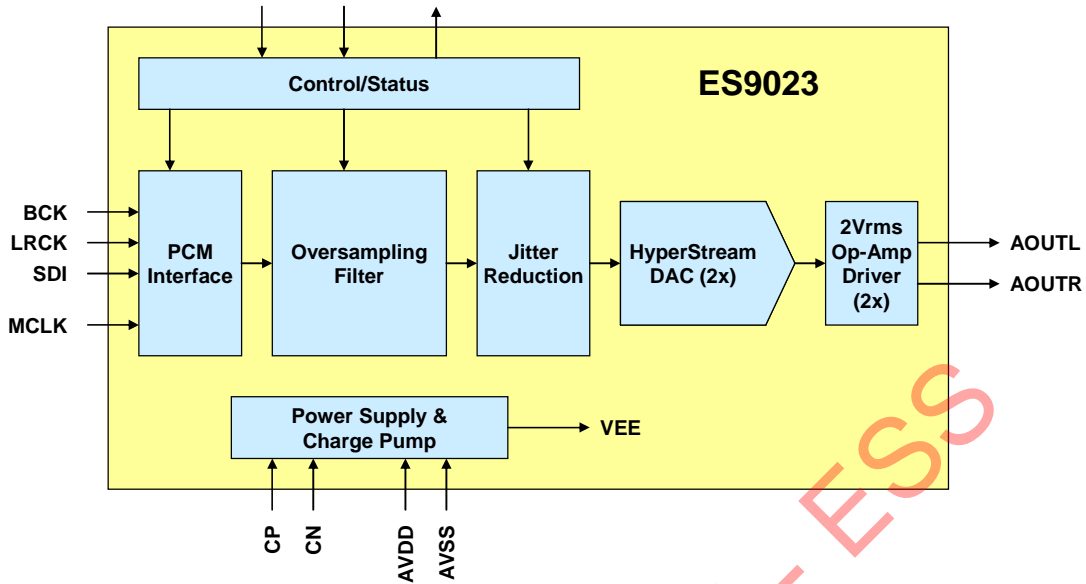 ES9023
Control/Status
BCK
LRCK
SDI
MCLK
PCM
Interface
Oversampling
Filter
Jitter
Reduction
HyperStream
DAC (2x)
2Vrms
Op-Amp
Driver
(2x)
AOUTL
AOUTR
Power Supply &
Charge Pump
VEE
CP
CN
AVDD
AVSS
- ESS